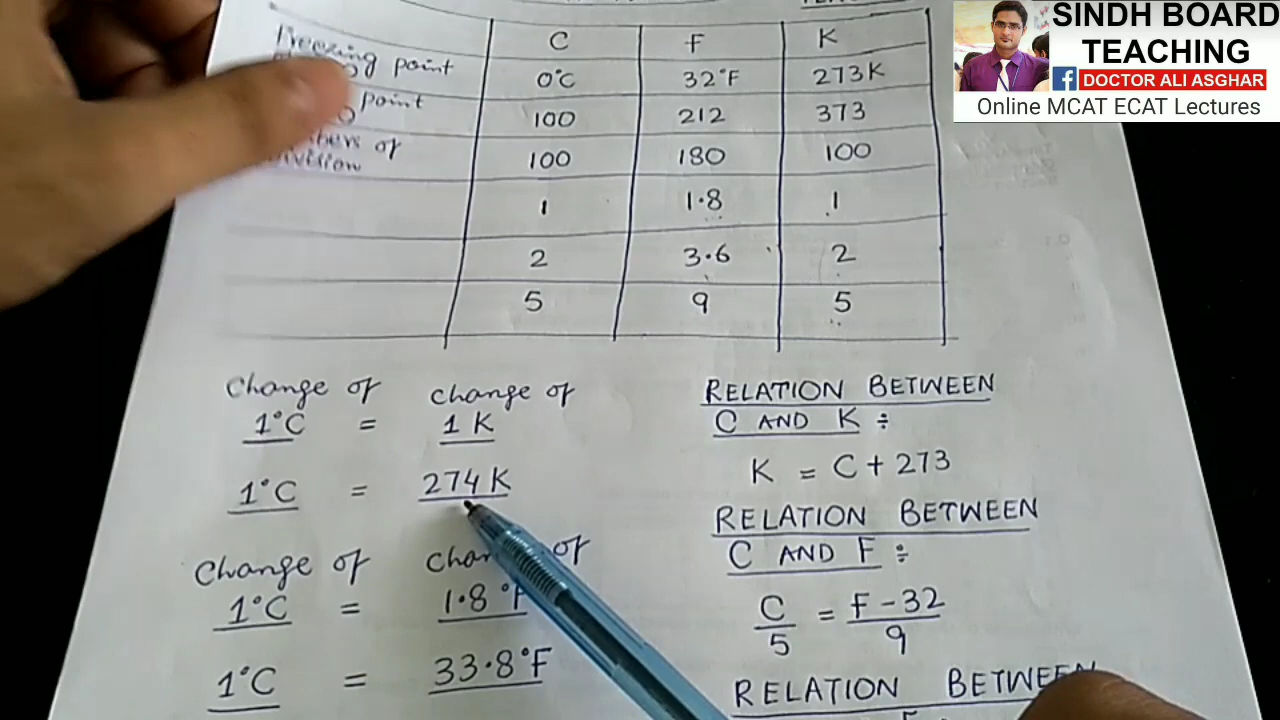 SINDH BOARD
TEACHING
DOCTOR ALI ASGHAR
Online MCAT ECAT Lectures
C F K
Freezing point 0°C 32°F 273K
point 100 212 373
of 100 180 100
1 1.8 1
2 3.6 2
5 9 5
Change of change of
1°C = 1 K
1°C = 274 K
Change of of
1°C = 1.8 °F
1°C = 33.8°F
RELATION BETWEEN
C AND K ÷
K = C + 273
RELATION BETWEEN
C AND F ÷
C/5 = F - 32/9
RELATION BETWEEN